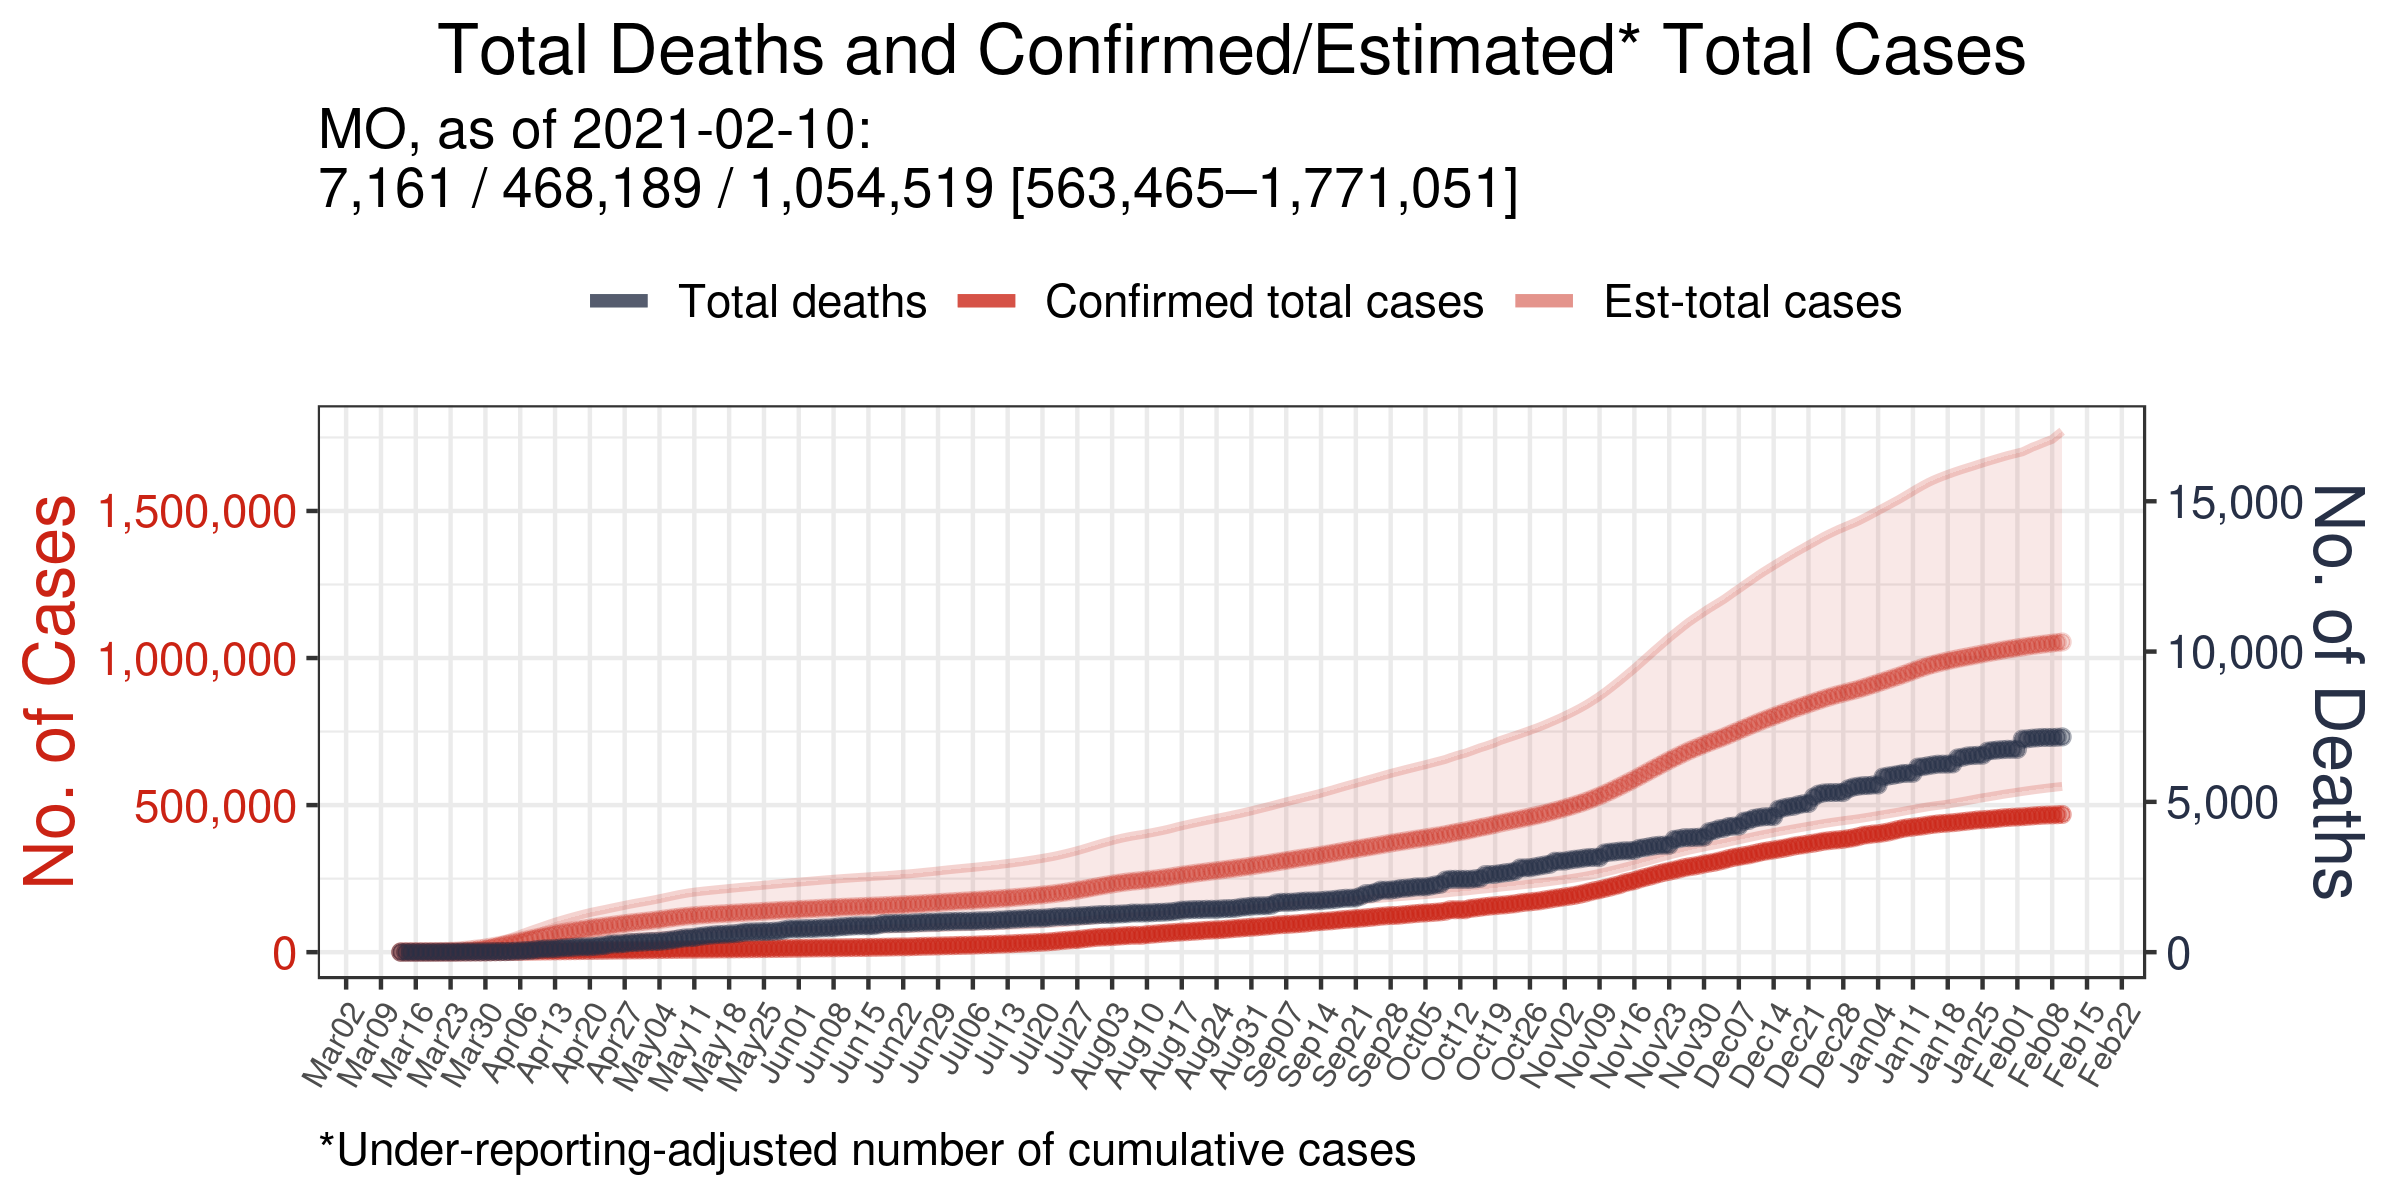 Total Deaths and Confirmed/Estimated* Total Cases
MO, as of 2021-02-10:
7,161 / 468,189 / 1,054,519 [563,465–1,771,051]
Total deaths
Confirmed total cases
Est-total cases
No. of Cases
1,500,000
1,000,000
500,000
0
15,000
10,000
5,000
0
No. of Deaths
Mar02
Mar09
Mar16
Mar23
Mar30
Apr06
Apr13
Apr20
Apr27
May04
May11
May18
May25
Jun01
Jun08
Jun15
Jun22
Jun29
Jul06
Jul13
Jul20
Jul27
Aug03
Aug10
Aug17
Aug24
Aug31
Sep07
Sep14
Sep21
Sep28
Oct05
Oct12
Oct19
Oct26
Nov02
Nov09
Nov16
Nov23
Nov30
Dec07
Dec14
Dec21
Dec28
Jan04
Jan11
Jan18
Jan25
Feb01
Feb08
Feb15
Feb22
*Under-reporting-adjusted number of cumulative cases